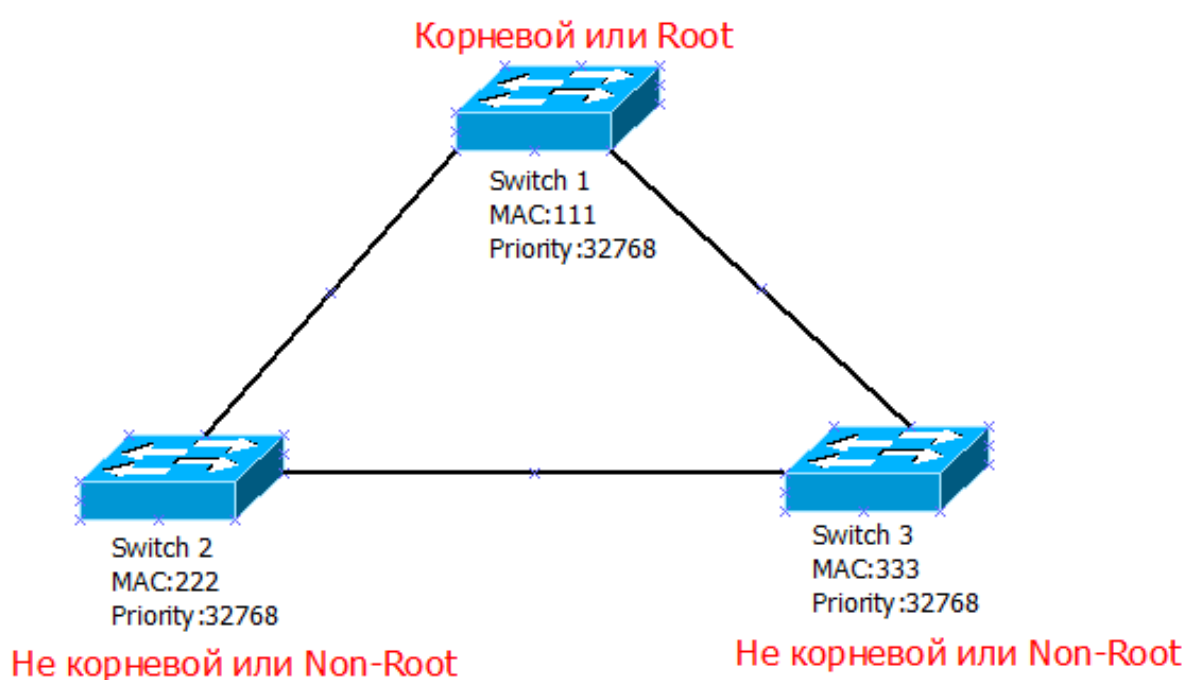 Корневой или Root
Switch 1
MAC:111
Priority:32768
Switch 2
MAC:222
Priority:32768
Не корневой или Non-Root
Switch 3
MAC:333
Priority:32768
Не корневой или Non-Root